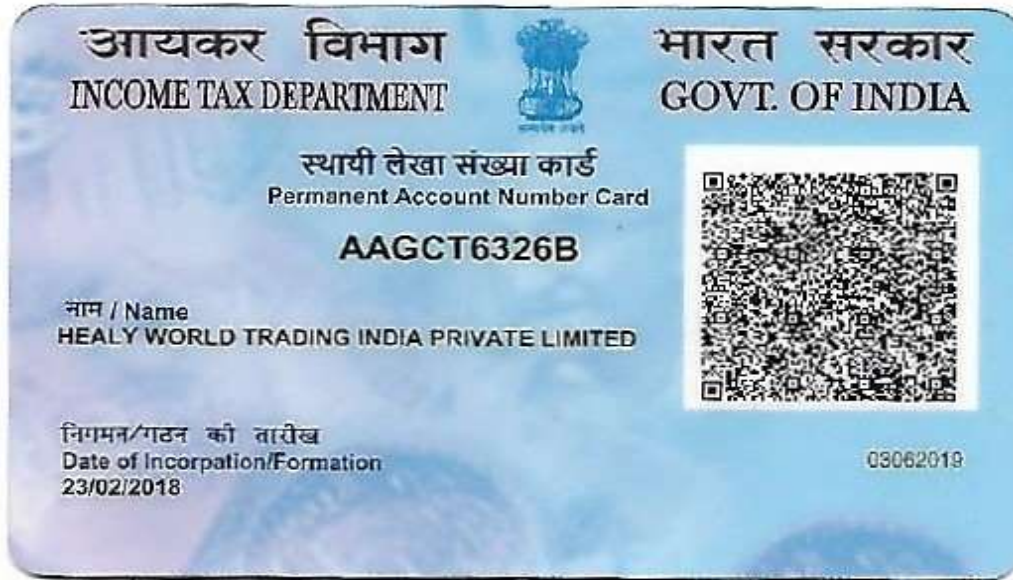 आयकर विभाग
INCOME TAX DEPARTMENT
भारत सरकार
GOVT. OF INDIA
स्थायी लेखा संख्या कार्ड
Permanent Account Number Card
AAGCT6326B
नाम / Name
HEALY WORLD TRADING INDIA PRIVATE LIMITED
निगमन/गठन की तारीख
Date of Incorpation/Formation
23/02/2018
03062019